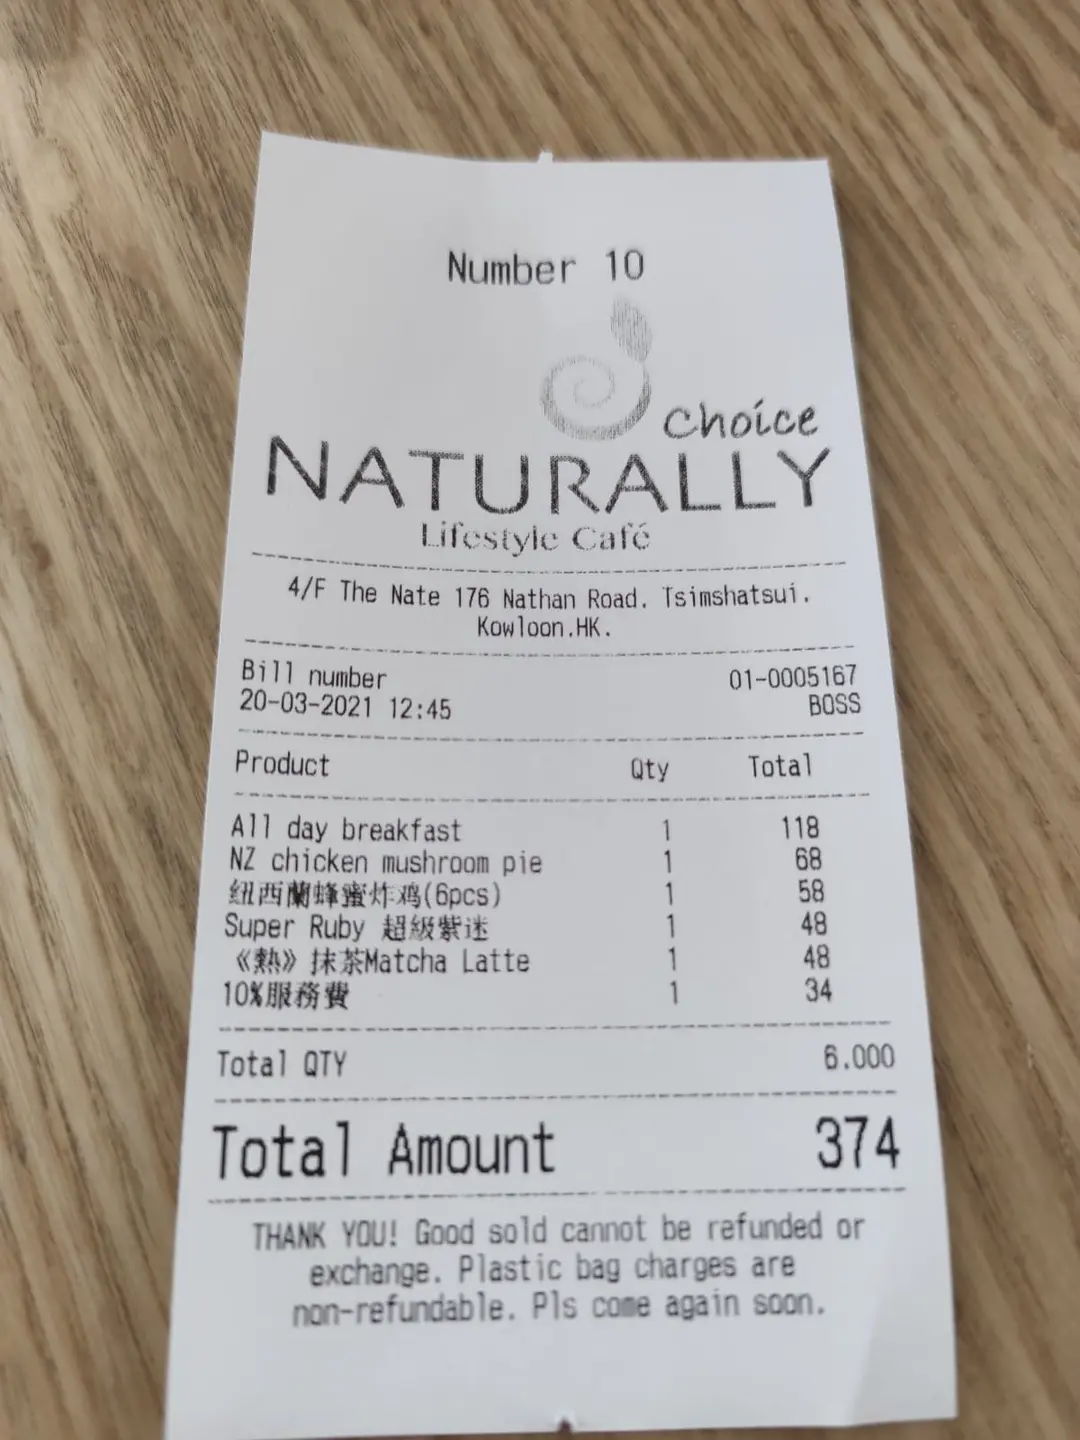 Number 10
Choice
NATURALLY
Lifestyle Café
4/F The Nate 176 Nathan Road. Tsimshatsui.
Kowloon.HK.
Bill number 01-0005167
20-03-2021 12:45 BOSS
Product Qty Total
All day breakfast 1 118
NZ chicken mushroom pie 1 68
纽西蘭蜂蜜炸鸡(6pcs) 1 58
Super Ruby 超級紫迷 1 48
《熱》抹茶Matcha Latte 1 48
10%服務費 1 34
Total QTY 6.000
Total Amount 374
THANK YOU! Good sold cannot be refunded or
exchange. Plastic bag charges are
non-refundable. Pls come again soon.